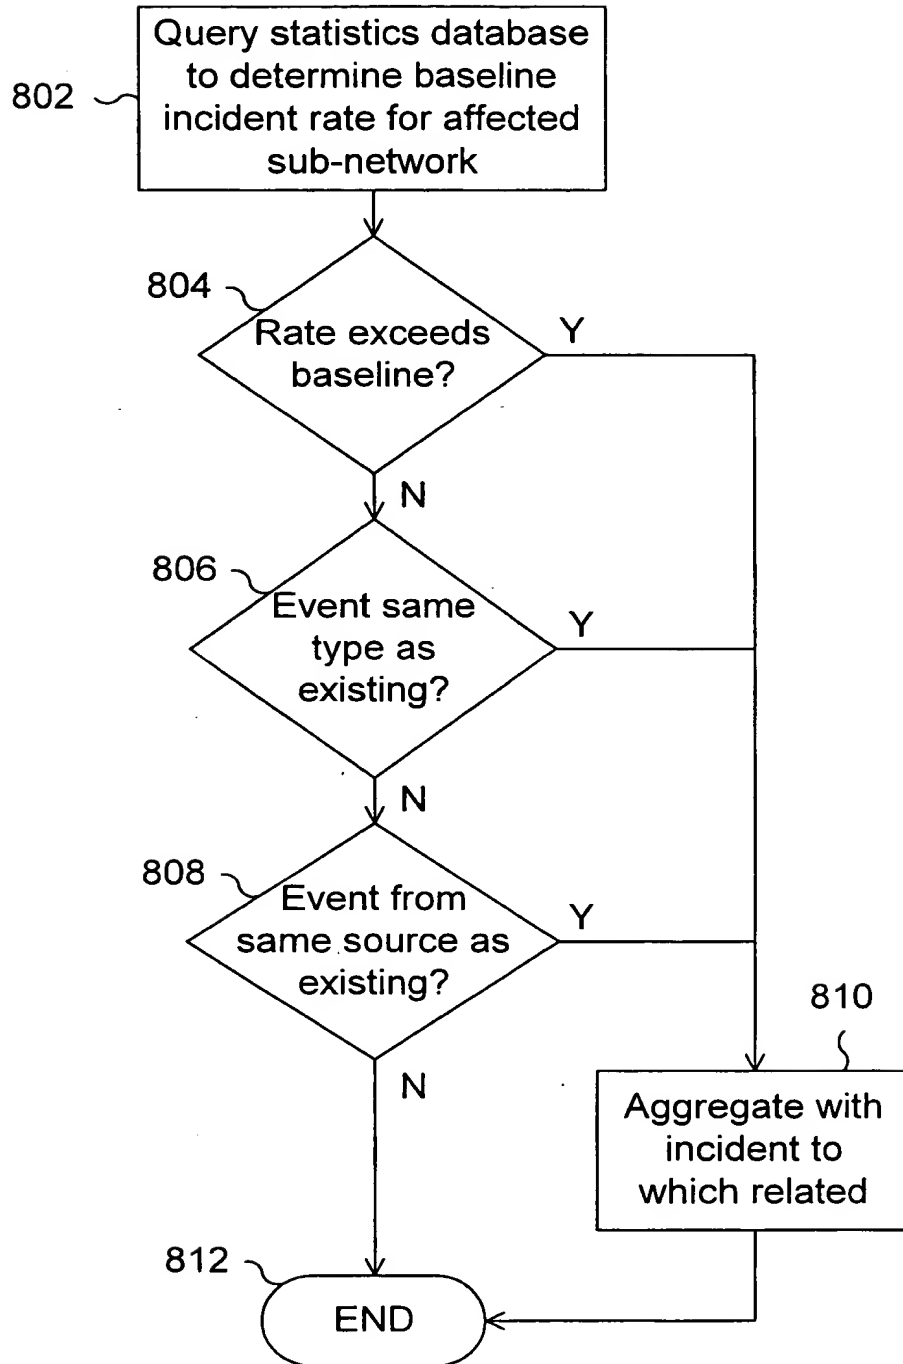 Query statistics database
to determine baseline
incident rate for affected
sub-network
802
804
Rate exceeds
baseline?
Y
N
806
Event same
type as
existing?
Y
N
808
Event from
same source as
existing?
Y
N
810
Aggregate with
incident to
which related
812
END